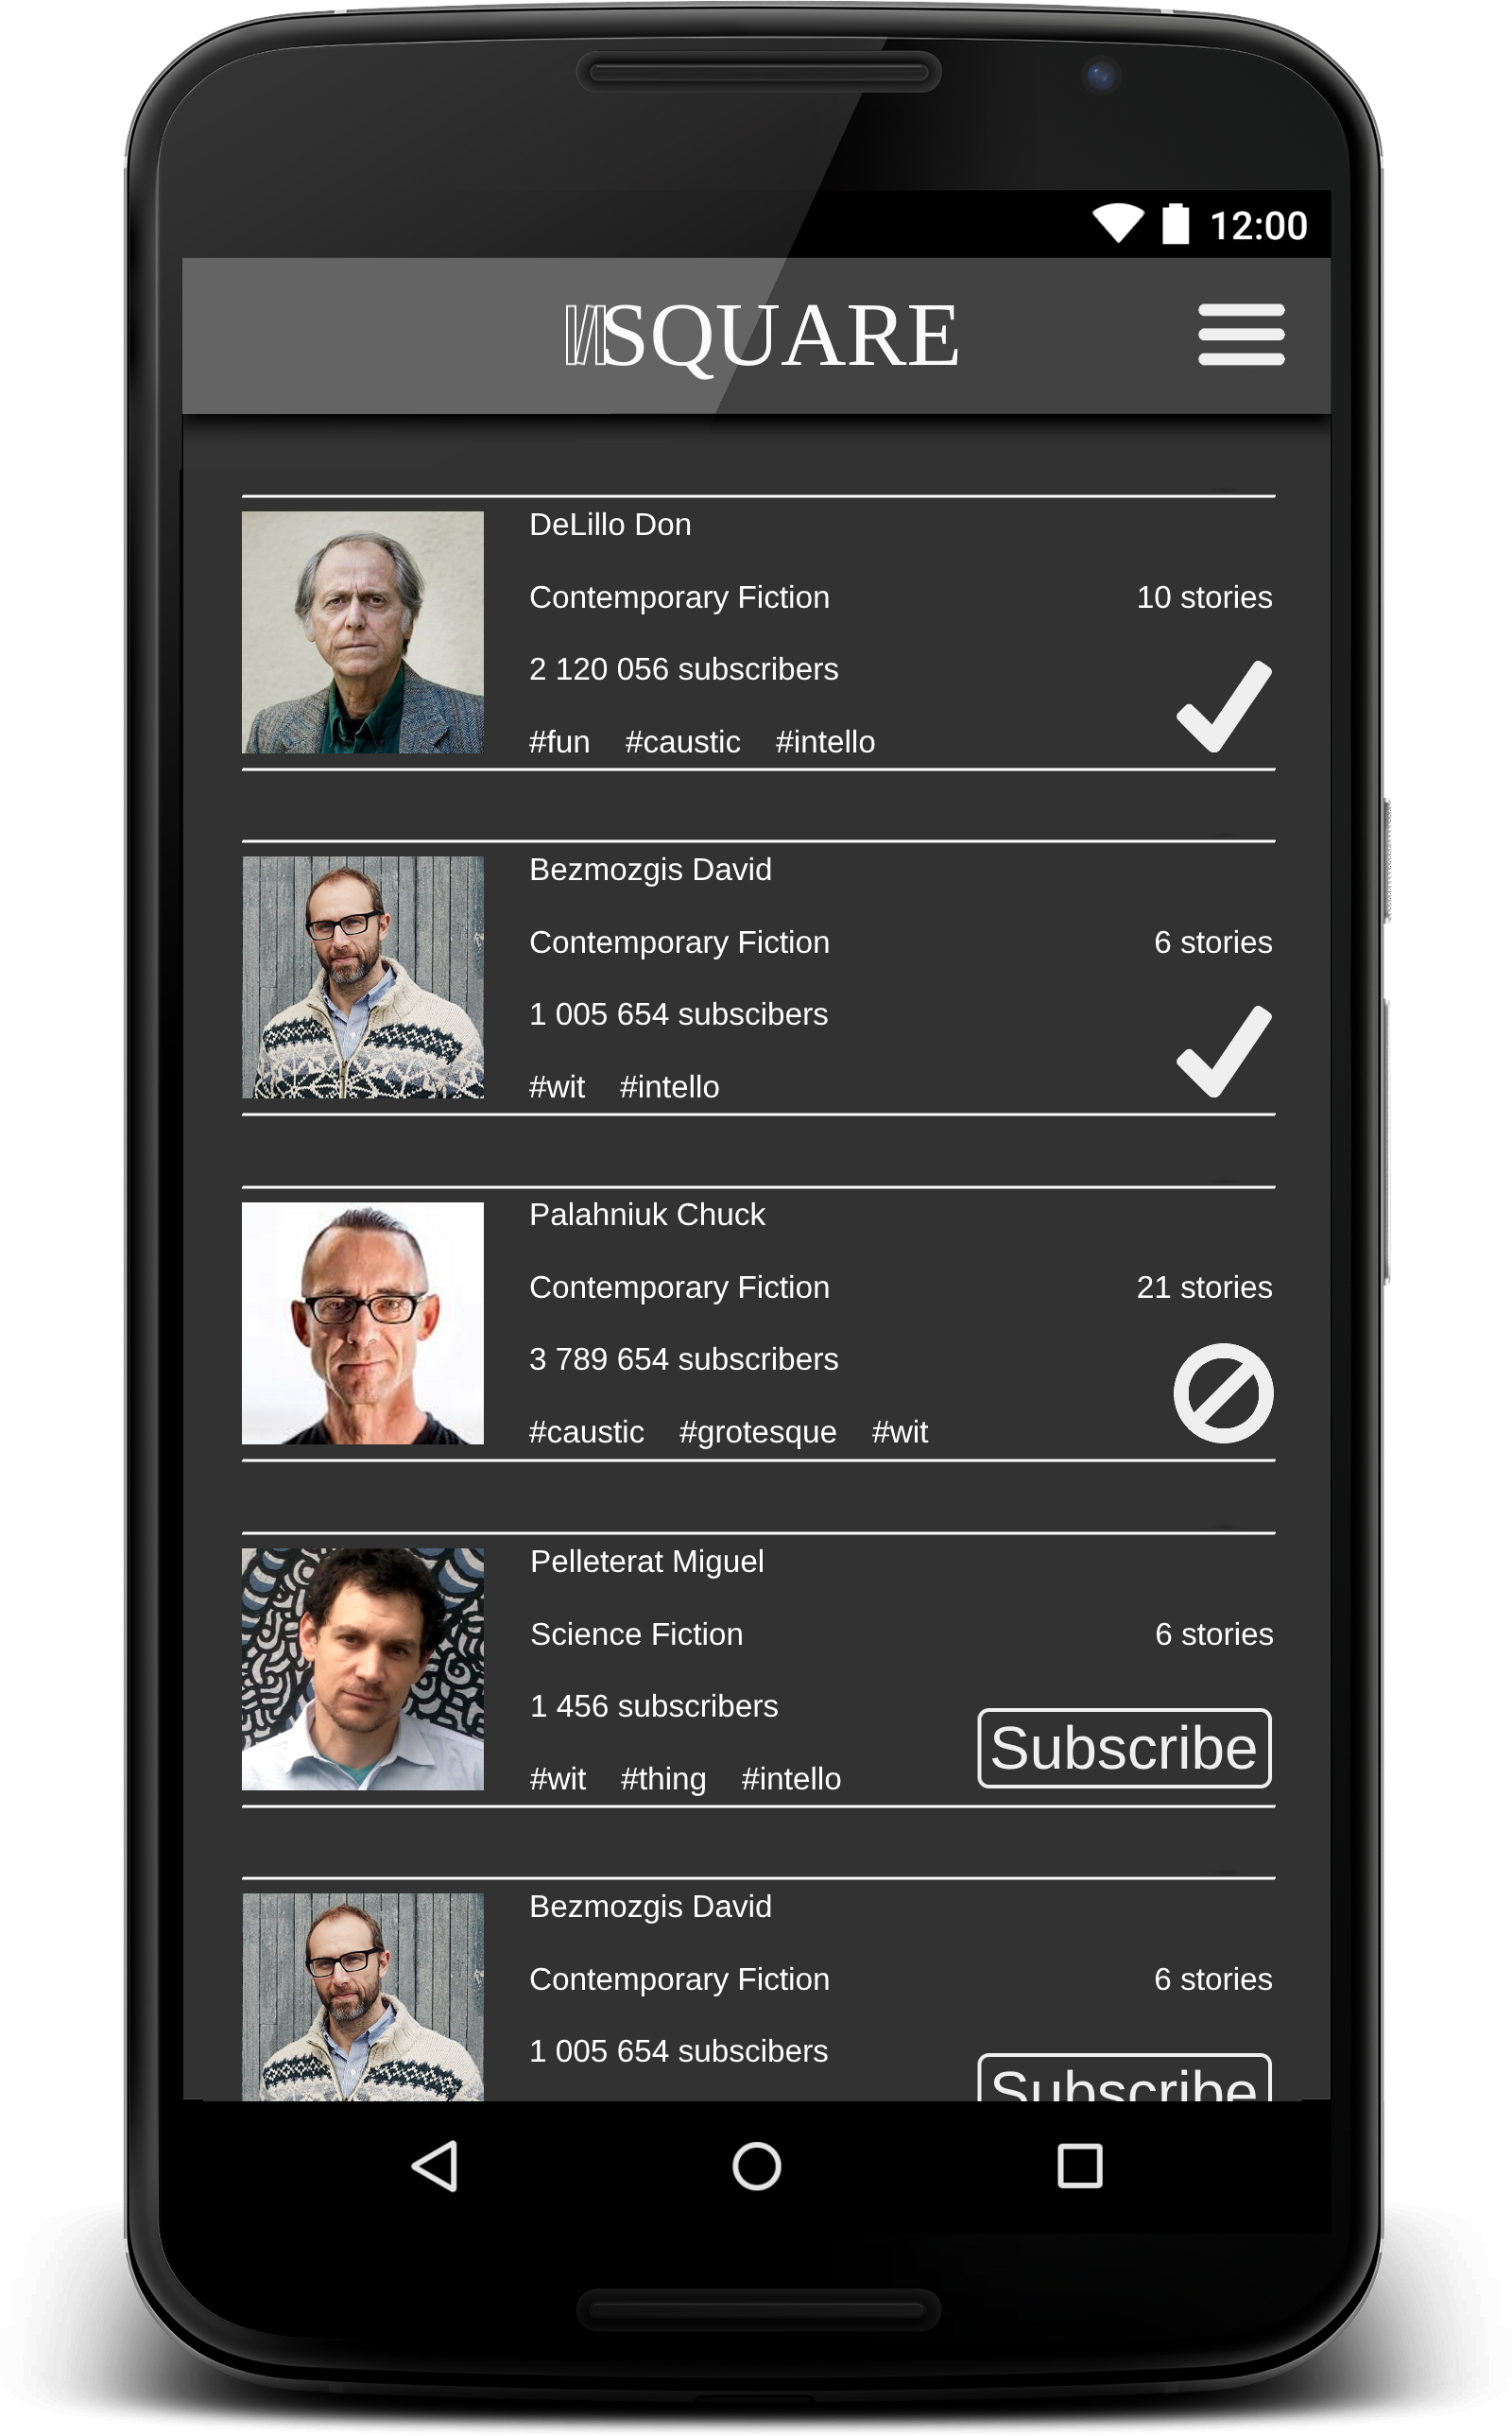 12:00
SQUARE
DeLillo Don
Contemporary Fiction 10 stories
2 120 056 subscribers
#fun #caustic #intello
Bezmozgis David
Contemporary Fiction 6 stories
1 005 654 subscibers
#wit #intello
Palahniuk Chuck
Contemporary Fiction 21 stories
3 789 654 subscribers
#caustic #grotesque #wit
Pelleterat Miguel
Science Fiction 6 stories
1 456 subscribers
Subscribe
#wit #thing #intello
Bezmozgis David
Contemporary Fiction 6 stories
1 005 654 subscibers
Subscribe